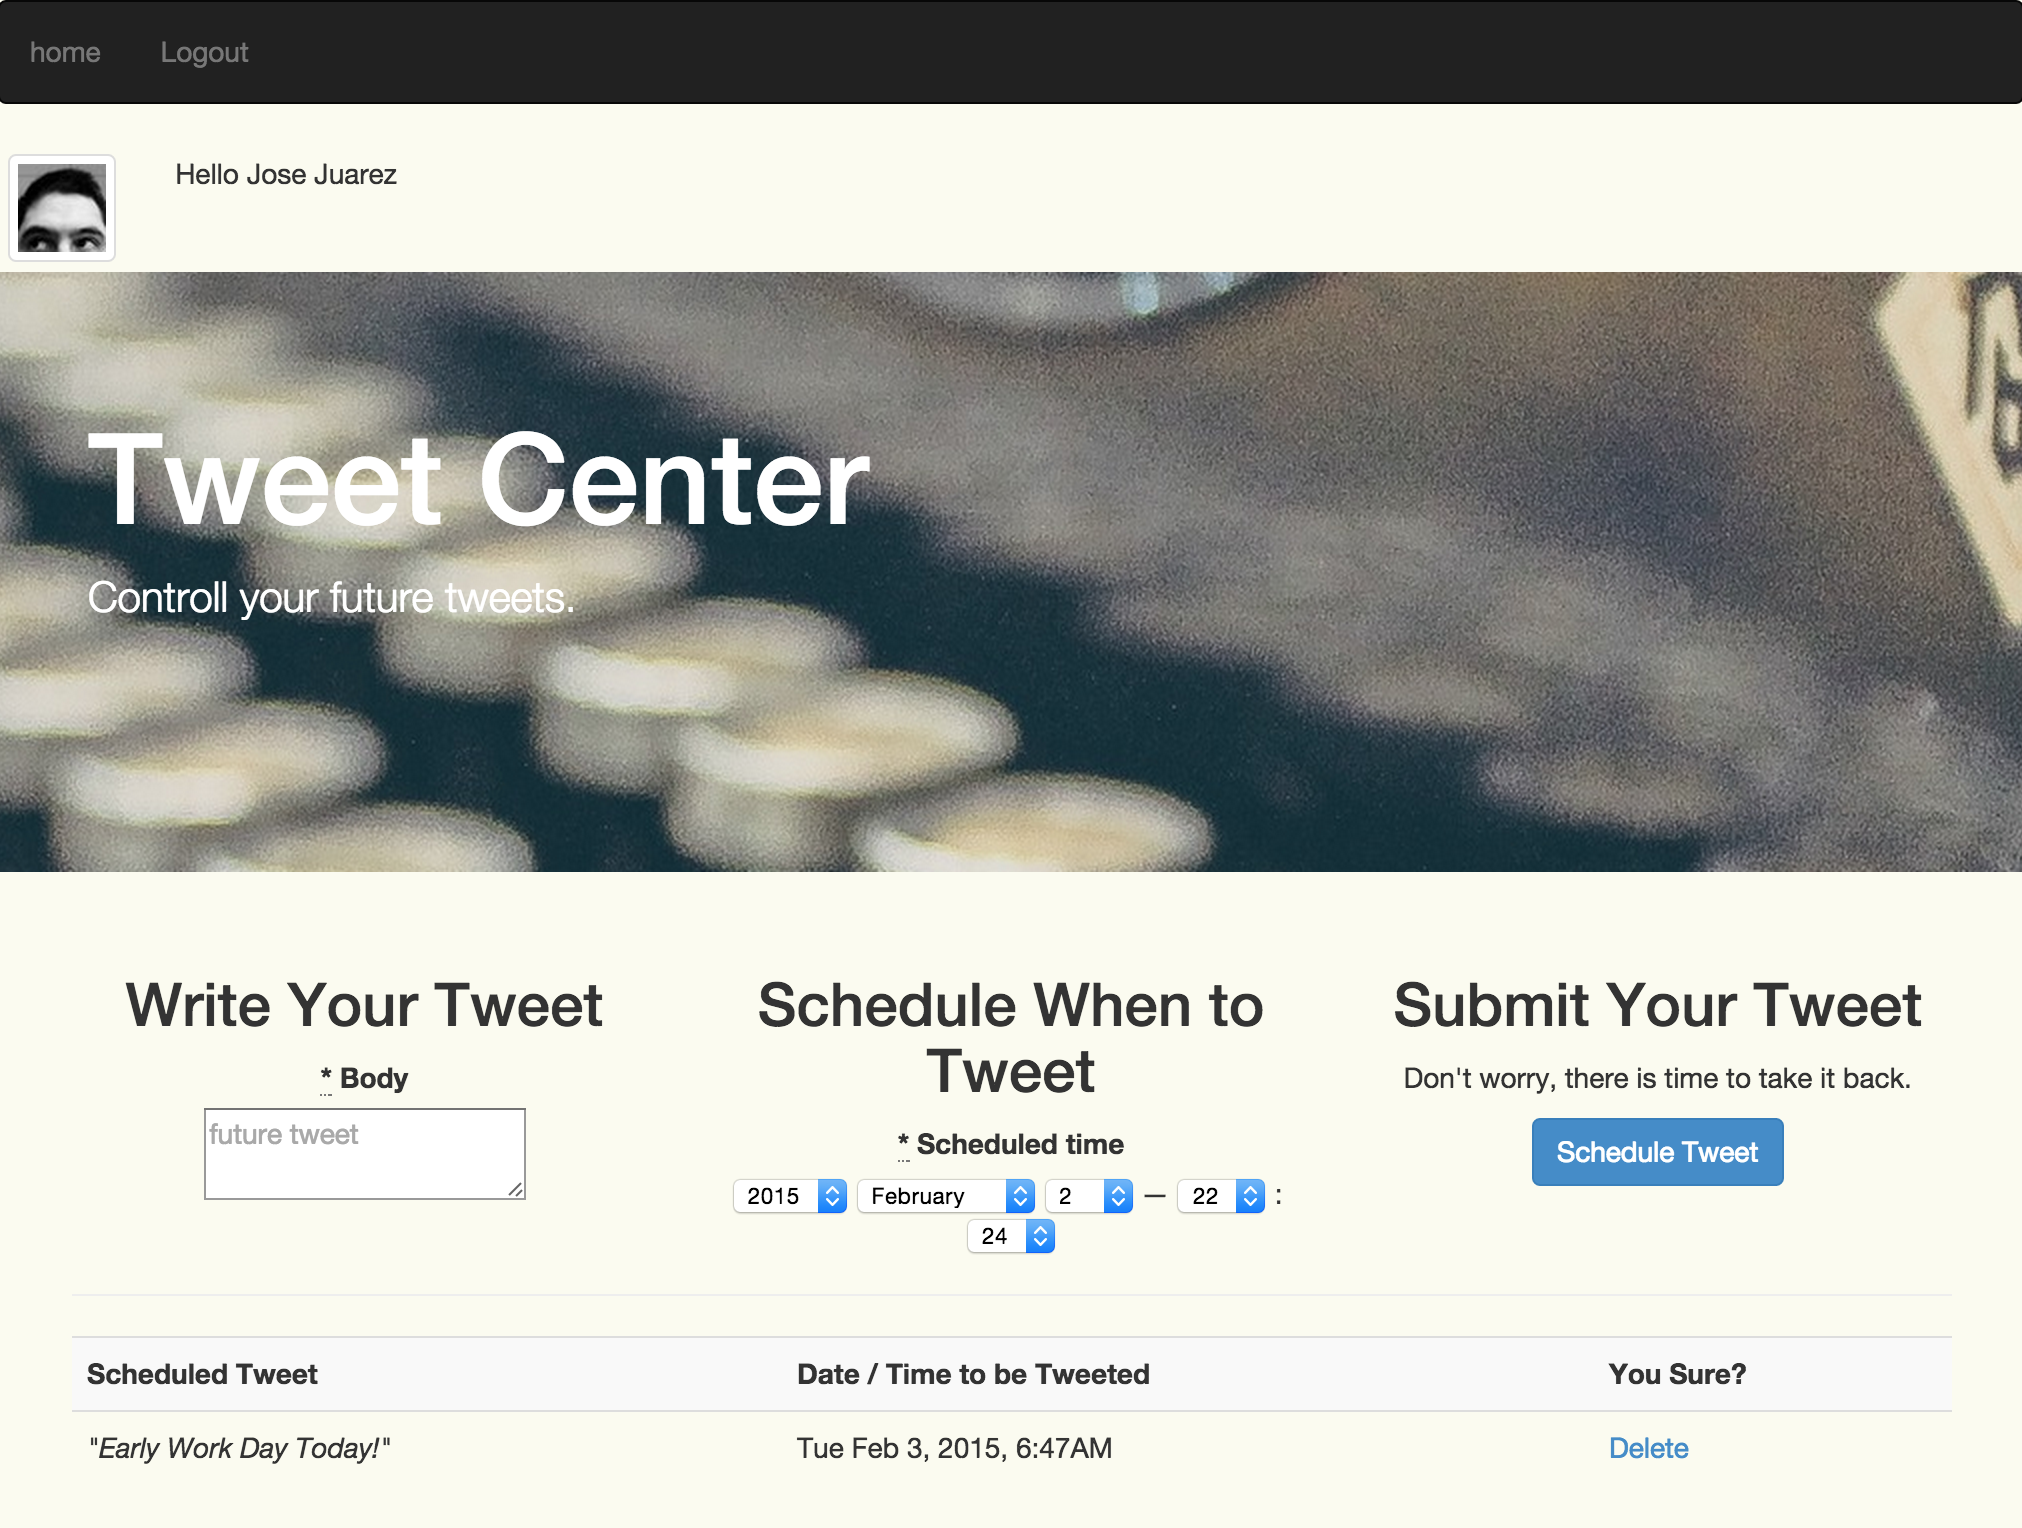 home Logout
Hello Jose Juarez
Tweet Center
Controll your future tweets.
Write Your Tweet
* Body
future tweet
Schedule When to
Tweet
* Scheduled time
2015 February 2 — 22 :
24
Submit Your Tweet
Don't worry, there is time to take it back.
Schedule Tweet
Scheduled Tweet Date / Time to be Tweeted You Sure?
"Early Work Day Today!" Tue Feb 3, 2015, 6:47AM Delete